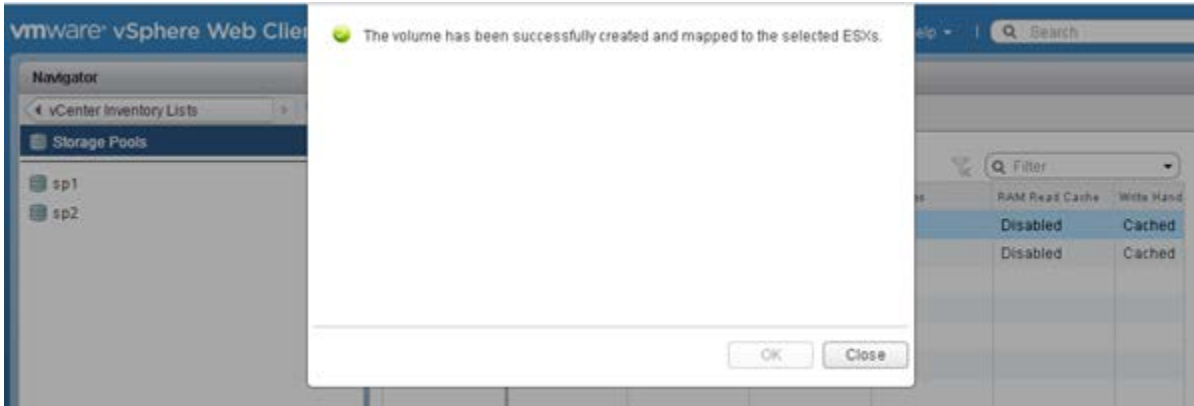 vmware® vSphere Web Clien
The volume has been successfully created and mapped to the selected ESXs.
elp
Search
Navigator
vCenter Inventory Lists
Storage Pools
Filter
sp1
RAM Read Cache
Write Hand
sp2
Disabled
Cached
Disabled
Cached
OK
Close